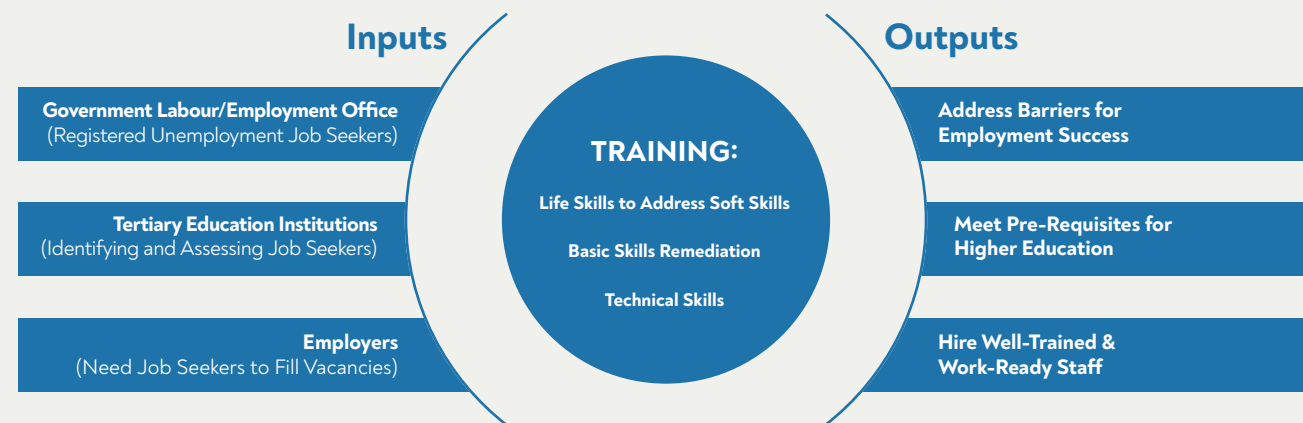 Inputs
Government Labour/Employment Office
(Registered Unemployment Job Seekers)
Tertiary Education Institutions
(Identifying and Assessing Job Seekers)
Employers
(Need Job Seekers to Fill Vacancies)
TRAINING:
Life Skills to Address Soft Skills
Basic Skills Remediation
Technical Skills
Outputs
Address Barriers for
Employment Success
Meet Pre-Requisites for
Higher Education
Hire Well-Trained &
Work-Ready Staff